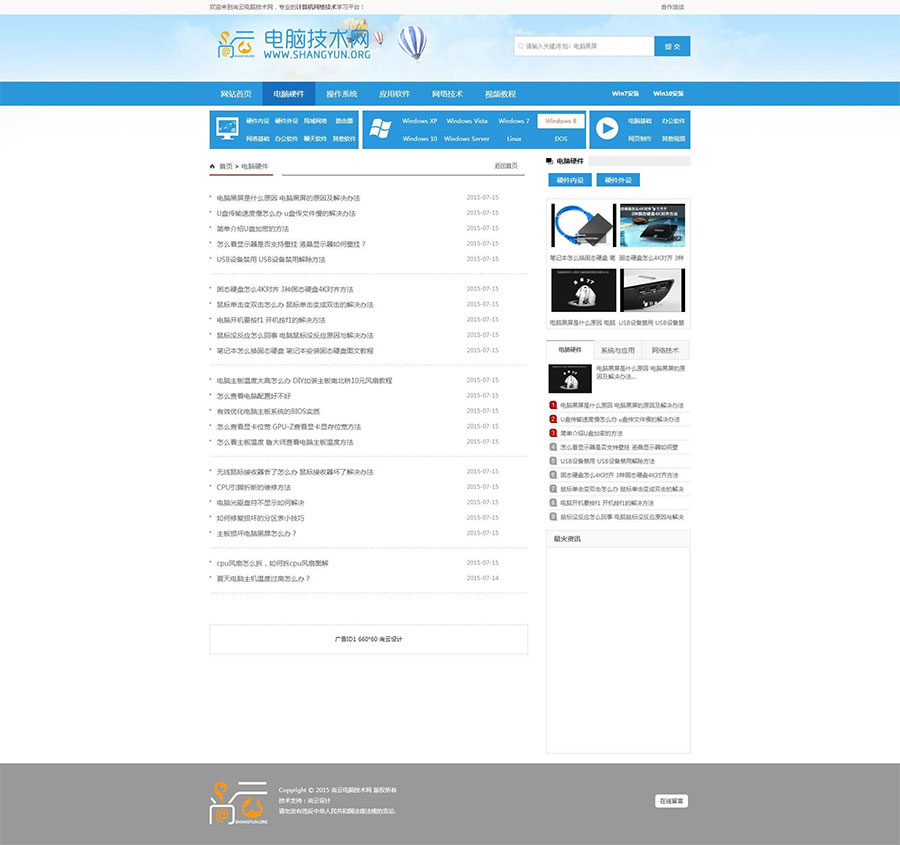 欢迎来到尚云电脑技术网，专业的计算机网络技术学习平台！
合作洽谈
尚云 电脑技术网
SHANGYUN.ORG
WWW.SHANGYUN.ORG
请输入关键词 如：电脑黑屏
提 交
网站首页 电脑硬件 操作系统 应用软件 网络技术 视频教程 Win7安装 Win10安装
硬件内设 硬件外设 局域网络 路由器
网络基础 办公软件 聊天软件 其他软件
Windows XP Windows Vista Windows 7 Windows 8
Windows 10 Windows Server Linux DOS
电脑基础 办公软件
网页制作 其他视频
首页 > 电脑硬件
返回首页
电脑黑屏是什么原因 电脑黑屏的原因及解决办法 2015-07-15
U盘传输速度慢怎么办 u盘传文件慢的解决办法 2015-07-15
简单介绍U盘加密的方法 2015-07-15
怎么看显示器是否支持壁挂 液晶显示器如何壁挂？ 2015-07-15
USB设备禁用 USB设备禁用解除方法 2015-07-15
固态硬盘怎么4K对齐 3种固态硬盘4K对齐方法 2015-07-15
鼠标单击变双击怎么办 鼠标单击变成双击的解决办法 2015-07-15
电脑开机要按f1 开机按f1的解决方法 2015-07-15
鼠标没反应怎么回事 电脑鼠标没反应原因与解决办法 2015-07-15
笔记本怎么换固态硬盘 笔记本安装固态硬盘图文教程 2015-07-15
电脑主板温度太高怎么办 DIY加装主板南北桥10元风扇教程 2015-07-15
怎么查看电脑配置好不好 2015-07-15
有效优化电脑主板系统的BIOS实质 2015-07-15
怎么查看显卡位宽 GPU-Z查看显卡显存位宽方法 2015-07-15
怎么看主板温度 鲁大师查看电脑主板温度方法 2015-07-15
无线鼠标接收器丢了怎么办 鼠标接收器坏了解决办法 2015-07-15
CPU引脚折断的维修方法 2015-07-15
电脑光驱盘符不显示如何解决 2015-07-15
如何修复损坏的分区表小技巧 2015-07-15
主板损坏电脑黑屏怎么办？ 2015-07-15
cpu风扇怎么拆，如何拆cpu风扇图解 2015-07-15
夏天电脑主机温度过高怎么办？ 2015-07-14
广告ID1 660*60 尚云设计
电脑硬件
硬件内设 硬件外设
3种固态硬盘4K对齐方法
笔记本怎么换固态硬盘 笔 固态硬盘怎么4K对齐 3种
电脑黑屏是什么原因 电脑 USB设备禁用 USB设备禁
电脑硬件 系统与应用 网络技术
电脑黑屏是什么原因 电脑黑屏的原
因及解决办法...
1 电脑黑屏是什么原因 电脑黑屏的原因及解决办法
2 U盘传输速度慢怎么办 u盘传文件慢的解决办法
3 简单介绍U盘加密的方法
4 怎么看显示器是否支持壁挂 液晶显示器如何壁
5 USB设备禁用 USB设备禁用解除方法
6 固态硬盘怎么4K对齐 3种固态硬盘4K对齐方法
7 鼠标单击变双击怎么办 鼠标单击变成双击的解决
8 电脑开机要按f1 开机按f1的解决方法
9 鼠标没反应怎么回事 电脑鼠标没反应原因与解决
最火资讯
SHANGYUN.ORG
Copyright © 2015 尚云电脑技术网 版权所有
技术支持：尚云设计
请勿发布违反中华人民共和国法律法规的言论.
在线留言